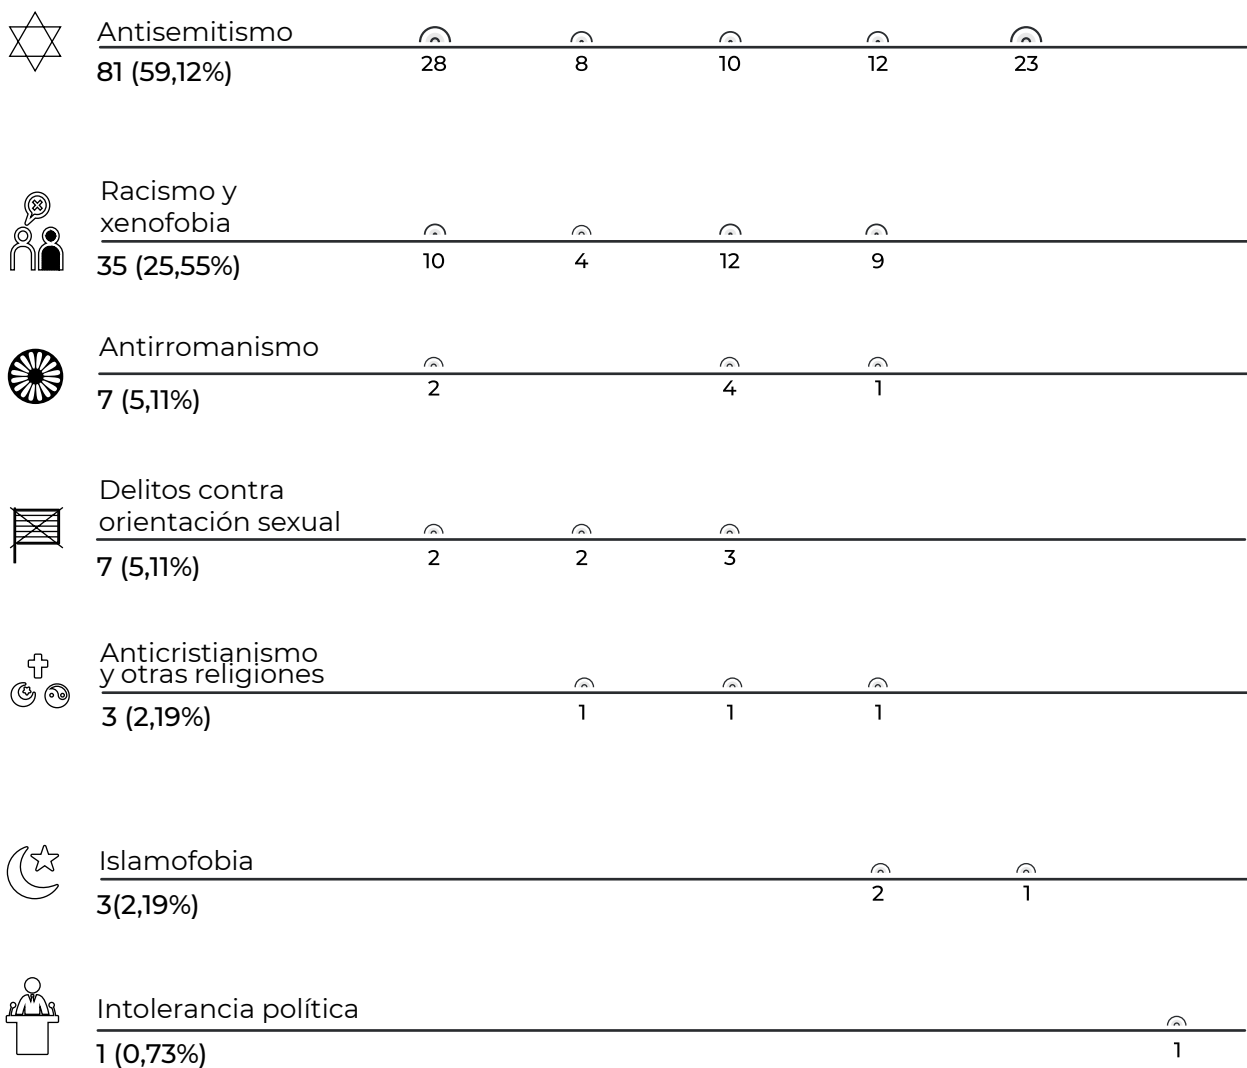 Antisemitismo
81 (59,12%)
28 8 10 12 23
Racismo y
xenofobia
35 (25,55%)
10 4 12 9
Antirromanismo
7 (5,11%)
2 4 1
Delitos contra
orientación sexual
7 (5,11%)
2 2 3
Anticristianismo
y otras religiones
3 (2,19%)
1 1 1
Islamofobia
3(2,19%)
2 1
Intolerancia política
1 (0,73%)
1